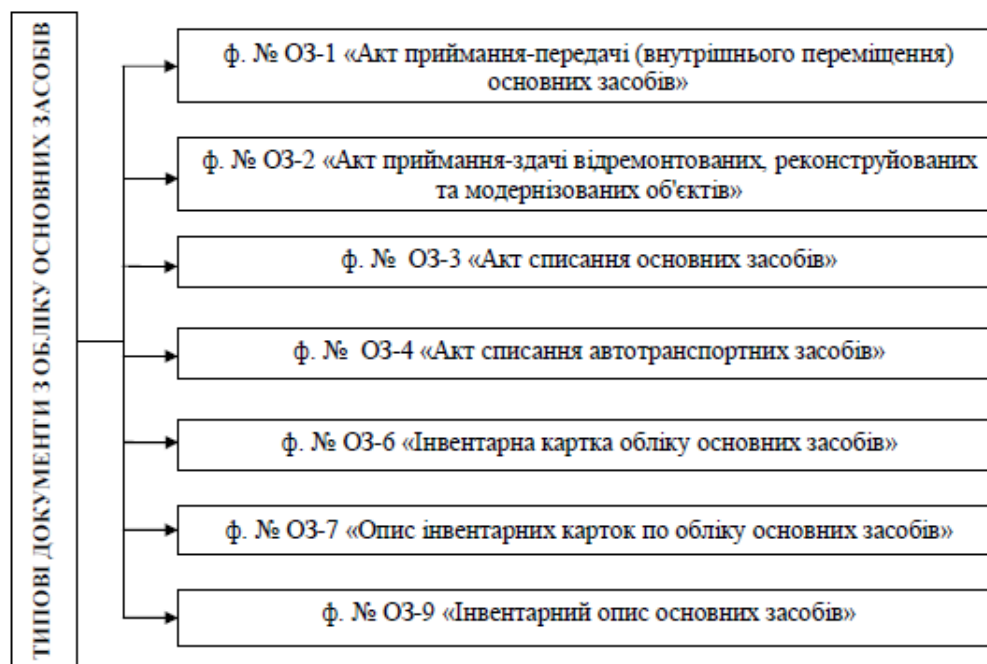 ТИПОВІ ДОКУМЕНТИ З ОБЛІКУ ОСНОВНИХ ЗАСОБІВ
ф. № ОЗ-1 «Акт приймання-передачі (внутрішнього переміщення)
основних засобів»
ф. № ОЗ-2 «Акт приймання-здачі відремонтованих, реконструйованих
та модернізованих об'єктів»
ф. № ОЗ-3 «Акт списання основних засобів»
ф. № ОЗ-4 «Акт списання автотранспортних засобів»
ф. № ОЗ-6 «Інвентарна картка обліку основних засобів»
ф. № ОЗ-7 «Опис інвентарних карток по обліку основних засобів»
ф. № ОЗ-9 «Інвентарний опис основних засобів»